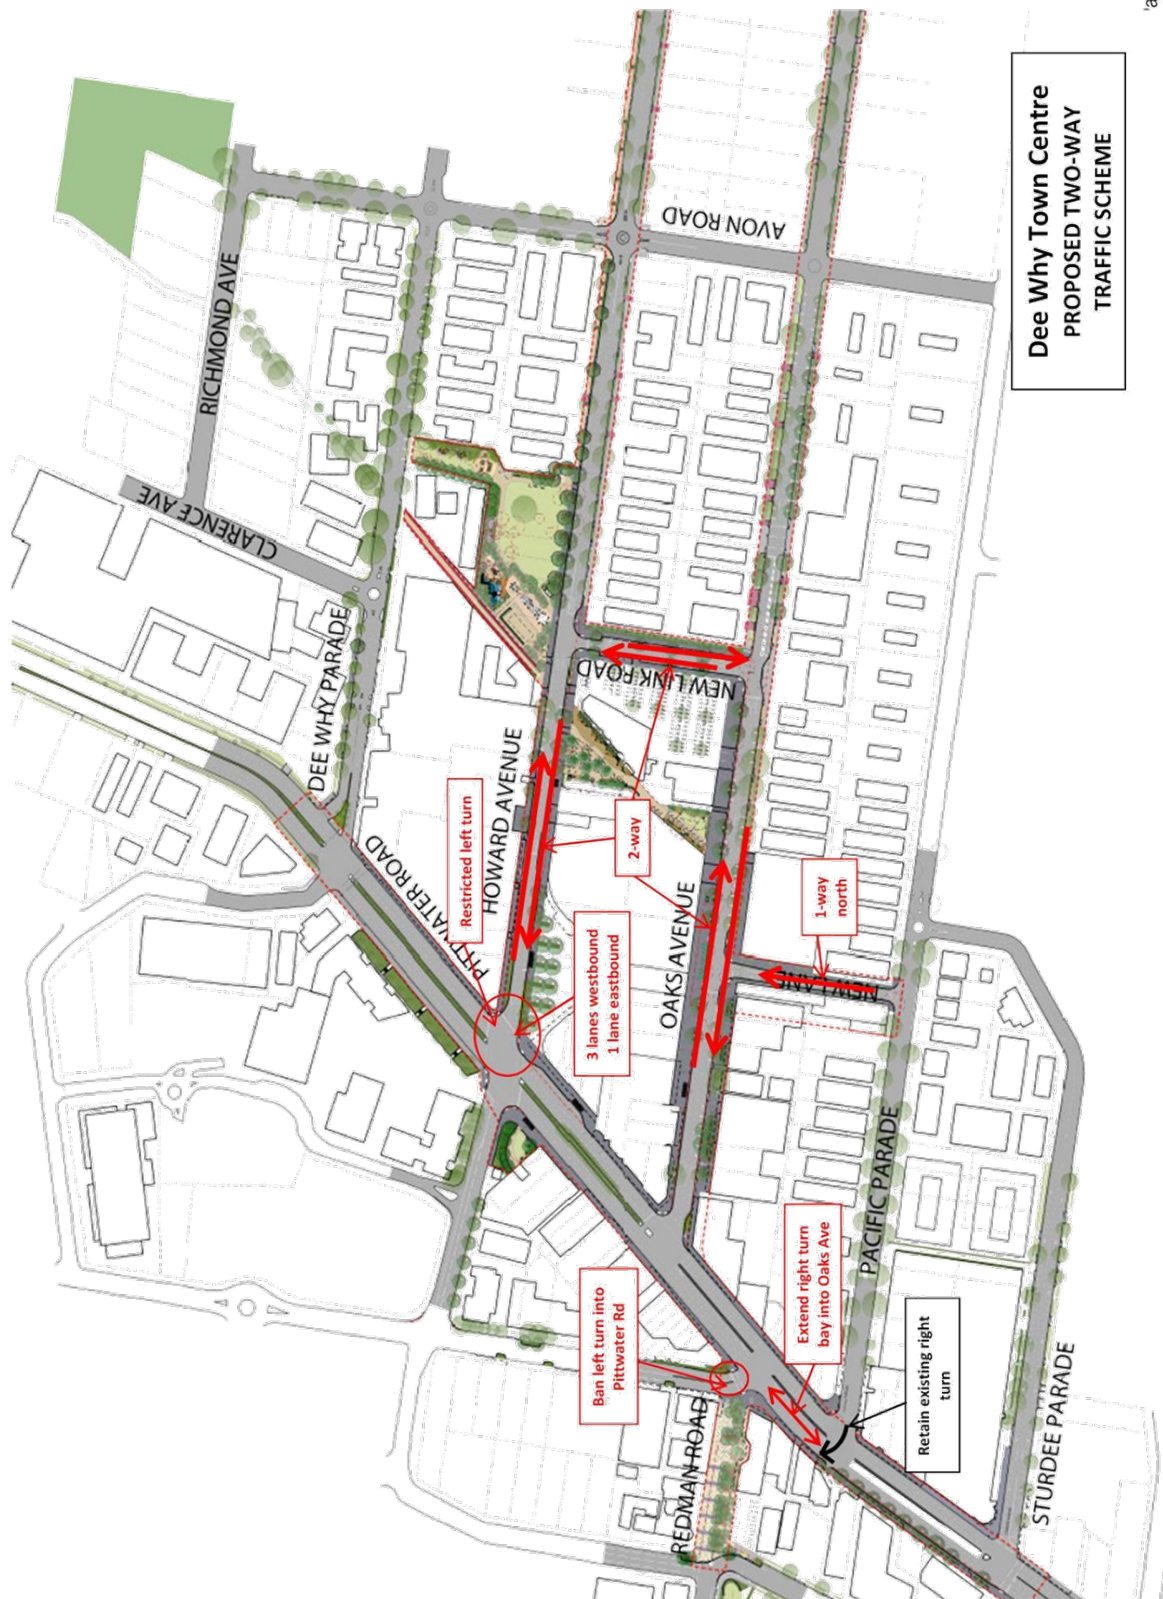 Dee Why Town Centre
PROPOSED TWO-WAY
TRAFFIC SCHEME
RICHMOND AVE
CLARENCE AVE
AVON ROAD
DEE WHY PARADE
PITTWATER ROAD
HOWARD AVENUE
NEW LINK ROAD
OAKS AVENUE
NEW LANE
PACIFIC PARADE
REDMAN ROAD
STURDEE PARADE
Restricted left turn
2-way
3 lanes westbound
1 lane eastbound
1-way
north
Ban left turn into
Pittwater Rd
Extend right turn
bay into Oaks Ave
Retain existing right
turn